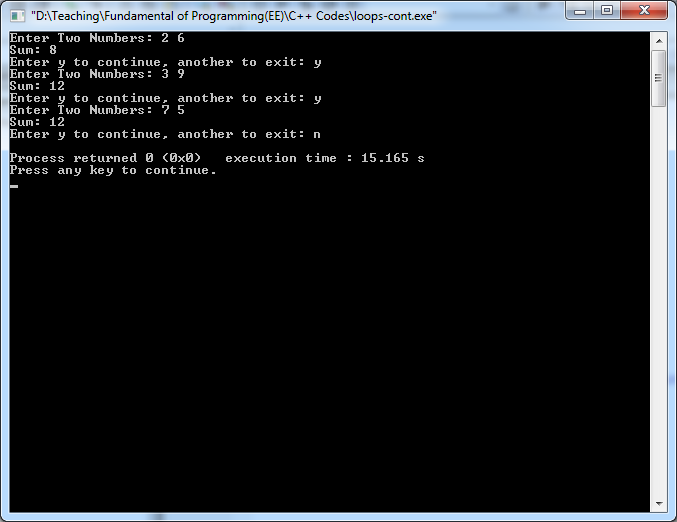 "D:\Teaching\Fundamental of Programming(EE)\C++ Codes\loops-cont.exe"
Enter Two Numbers: 2 6
Sum: 8
Enter y to continue, another to exit: y
Enter Two Numbers: 3 9
Sum: 12
Enter y to continue, another to exit: y
Enter Two Numbers: 7 5
Sum: 12
Enter y to continue, another to exit: n
Process returned 0 (0x0)   execution time : 15.165 s
Press any key to continue.